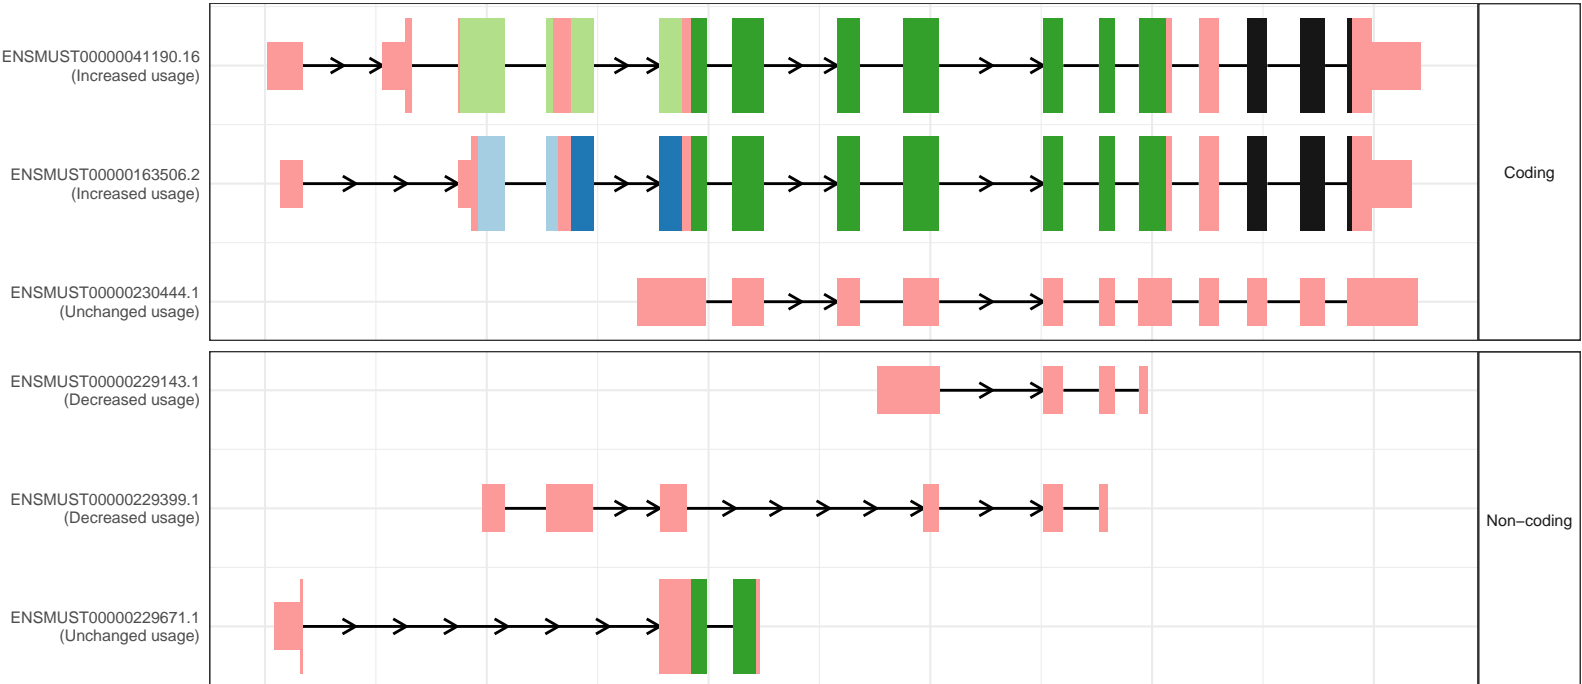 ENSMUST00000041190.16
(Increased usage)
ENSMUST00000163506.2
(Increased usage)
ENSMUST00000230444.1
(Unchanged usage)
Coding
ENSMUST00000229143.1
(Decreased usage)
ENSMUST00000229399.1
(Decreased usage)
ENSMUST00000229671.1
(Unchanged usage)
Non−coding